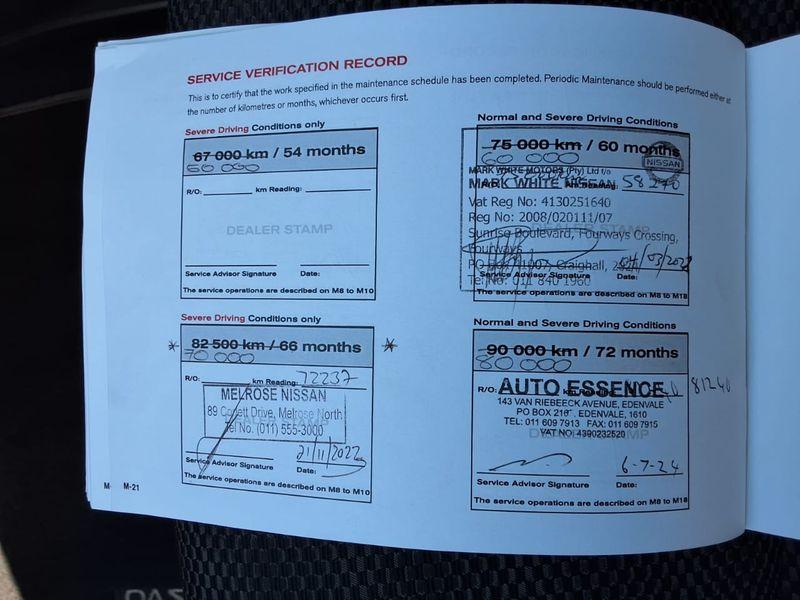 SERVICE VERIFICATION RECORD
This is to certify that the work specified in the maintenance schedule has been completed. Periodic Maintenance should be performed either at
the number of kilometres or months, whichever occurs first.
Severe Driving Conditions only
67 000 km / 54 months
R/O: km Reading:
DEALER STAMP
Service Advisor Signature Date:
The service operations are described on M8 to M10
Normal and Severe Driving Conditions
75 000 km / 60 months
60 000
NISSAN
MARK WHITE MOTORS (Pty) Ltd t/a
MARK WHITE NISSAN 58 270
Vat Reg No: 4130251640
Reg No: 2008/020111/07
Sunrise Boulevard, Fourways Crossing,
Fourways
Craighall,
Service Advisor Signature Date:
Tel No: 011 840 1960
The service operations are described on M8 to M18
Severe Driving Conditions only
* 82 500 km / 66 months *
70 000
R/O: km Reading: 72237
MELROSE NISSAN
89 Corlett Drive, Melrose North
Tel No. (011) 555-3000
21/11/2022
Service Advisor Signature Date:
The service operations are described on M8 to M10
Normal and Severe Driving Conditions
90 000 km / 72 months
80 000
R/O: AUTO ESSENCE 81240
143 VAN RIEBEECK AVENUE, EDENVALE
EDENVALE, 1610
TEL: 011 609 7913 FAX: 011 609 7915
VAT NO: 4390232520
6-7-24
Service Advisor Signature Date:
The service operations are described on M8 to M18
M-21